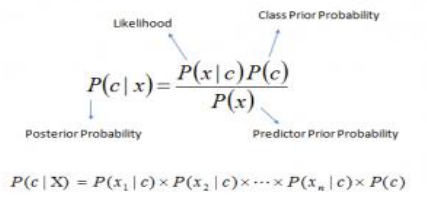 Likelihood
Class Prior Probability
P(c | x) = P(x | c)P(c) / P(x)
Posterior Probability
Predictor Prior Probability
P(c | X) = P(x₁ | c) × P(x₂ | c) × ⋯ × P(xₙ | c) × P(c)